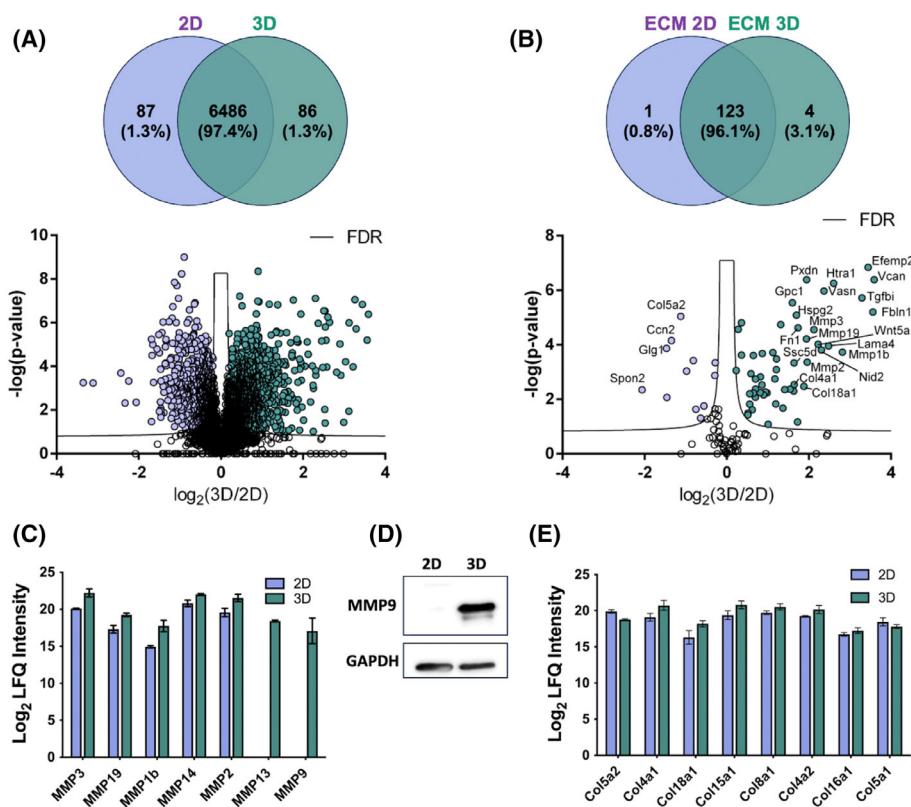 (A)
2D 3D
87
(1.3%)
6486
(97.4%)
86
(1.3%)
FDR
10
8
6
4
2
0
-4 -2 0 2 4
-log(p-value)
log2(3D/2D)
(B)
ECM 2D ECM 3D
1
(0.8%)
123
(96.1%)
4
(3.1%)
FDR
8
6
4
2
0
-4 -2 0 2 4
-log(p-value)
log2(3D/2D)
Col5a2
Ccn2
Glg1
Spon2
Pxdn
Gpc1
Htra1
Vasn
Efemp2
Vcan
Tgfbi
Fbln1
Hspg2
Mmp3
Mmp19
Wnt5a
Fn1
Lama4
Ssc5d
Mmp1b
Mmp2
Nid2
Col4a1
Col18a1
(C)
Log2 LFQ Intensity
25
20
15
10
5
0
2D
3D
MMP3
MMP19
MMP1b
MMP14
MMP2
MMP13
MMP9
(D)
2D 3D
MMP9
GAPDH
(E)
Log2 LFQ Intensity
25
20
15
10
5
0
2D
3D
Col5a2
Col4a1
Col18a1
Col15a1
Col8a1
Col4a2
Col16a1
Col5a1